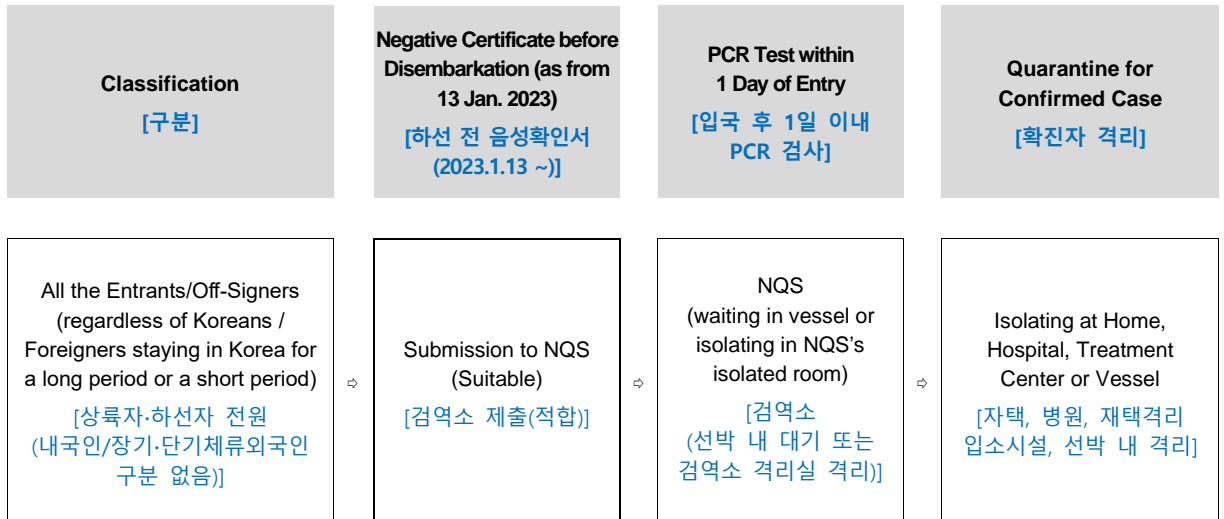 Classification
[구분]
Negative Certificate before
Disembarkation (as from
13 Jan. 2023)
[하선 전 음성확인서
(2023.1.13 ~)]
PCR Test within
1 Day of Entry
[입국 후 1일 이내
PCR 검사]
Quarantine for
Confirmed Case
[확진자 격리]
All the Entrants/Off-Signers
(regardless of Koreans /
Foreigners staying in Korea for
a long period or a short period)
[상륙자·하선자 전원
(내국인/장기·단기체류외국인
구분 없음)]
⇨
Submission to NQS
(Suitable)
[검역소 제출(적합)]
⇨
NQS
(waiting in vessel or
isolating in NQS's
isolated room)
[검역소
(선박 내 대기 또는
검역소 격리실 격리)]
⇨
Isolating at Home,
Hospital, Treatment
Center or Vessel
[자택, 병원, 재택격리
입소시설, 선박 내 격리]